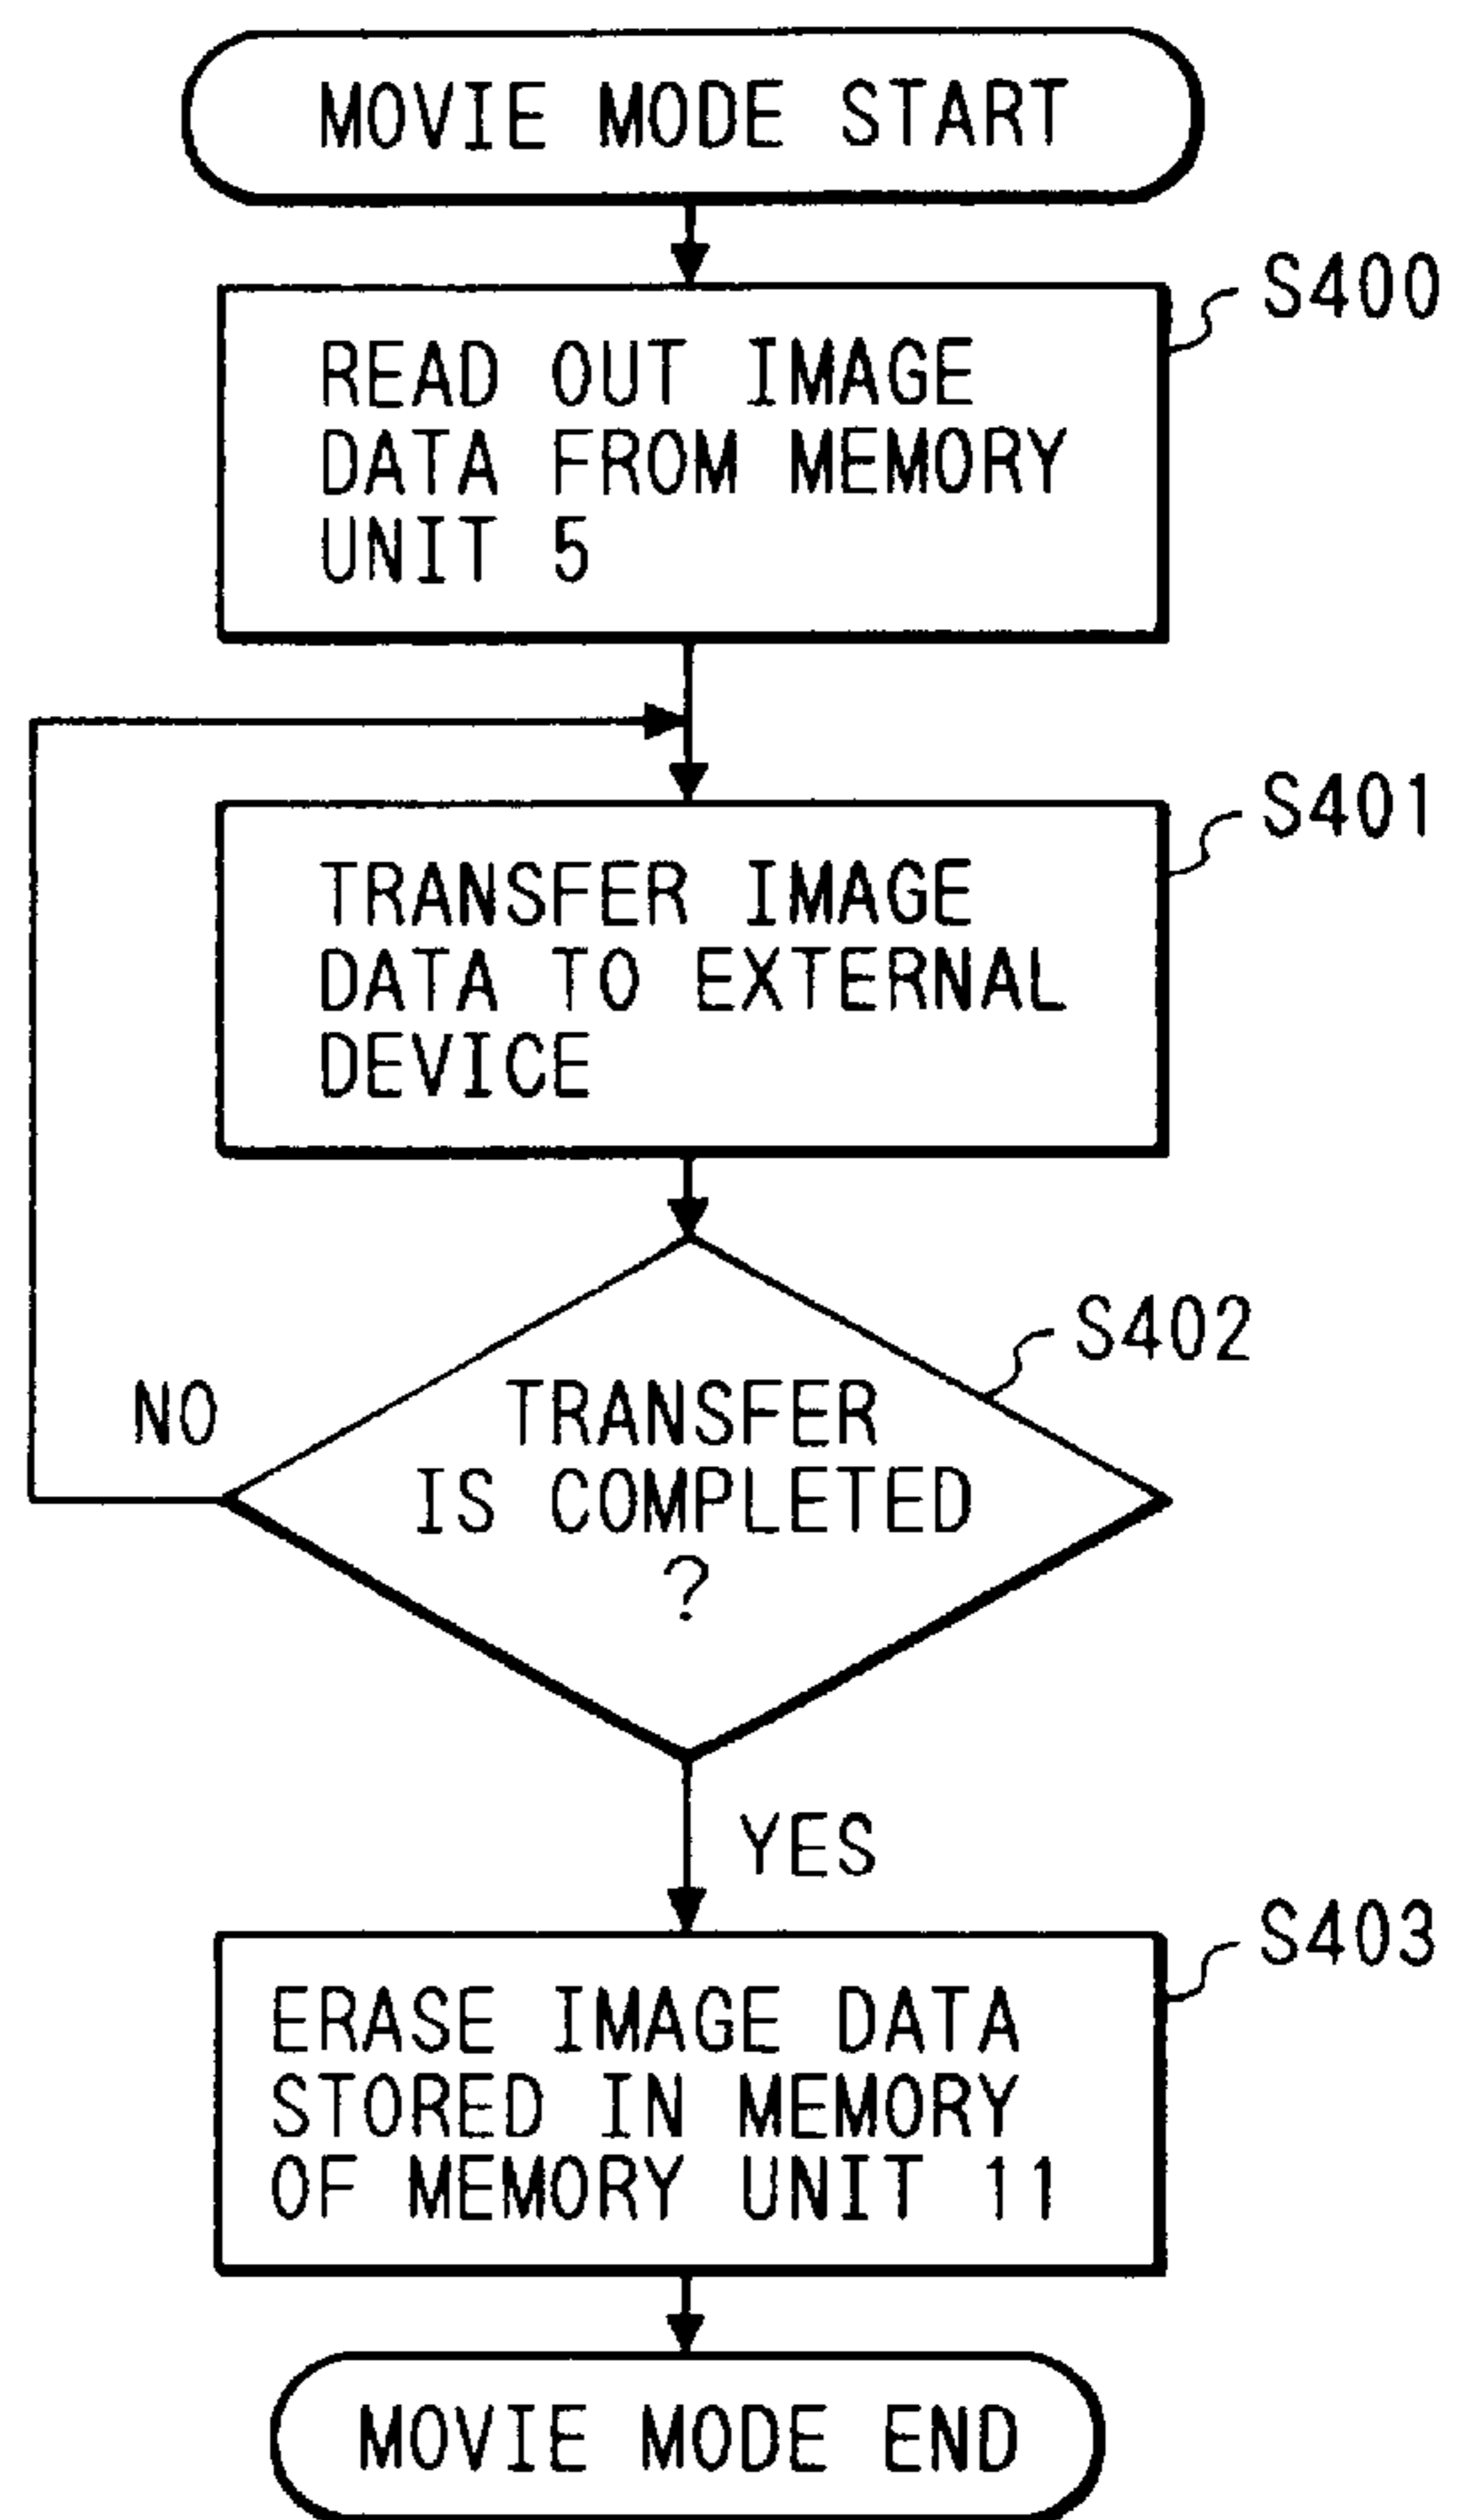 MOVIE MODE START
S400
READ OUT IMAGE
DATA FROM MEMORY
UNIT 5
S401
TRANSFER IMAGE
DATA TO EXTERNAL
DEVICE
S402
NO
TRANSFER
IS COMPLETED
?
YES
S403
ERASE IMAGE DATA
STORED IN MEMORY
OF MEMORY UNIT 11
MOVIE MODE END